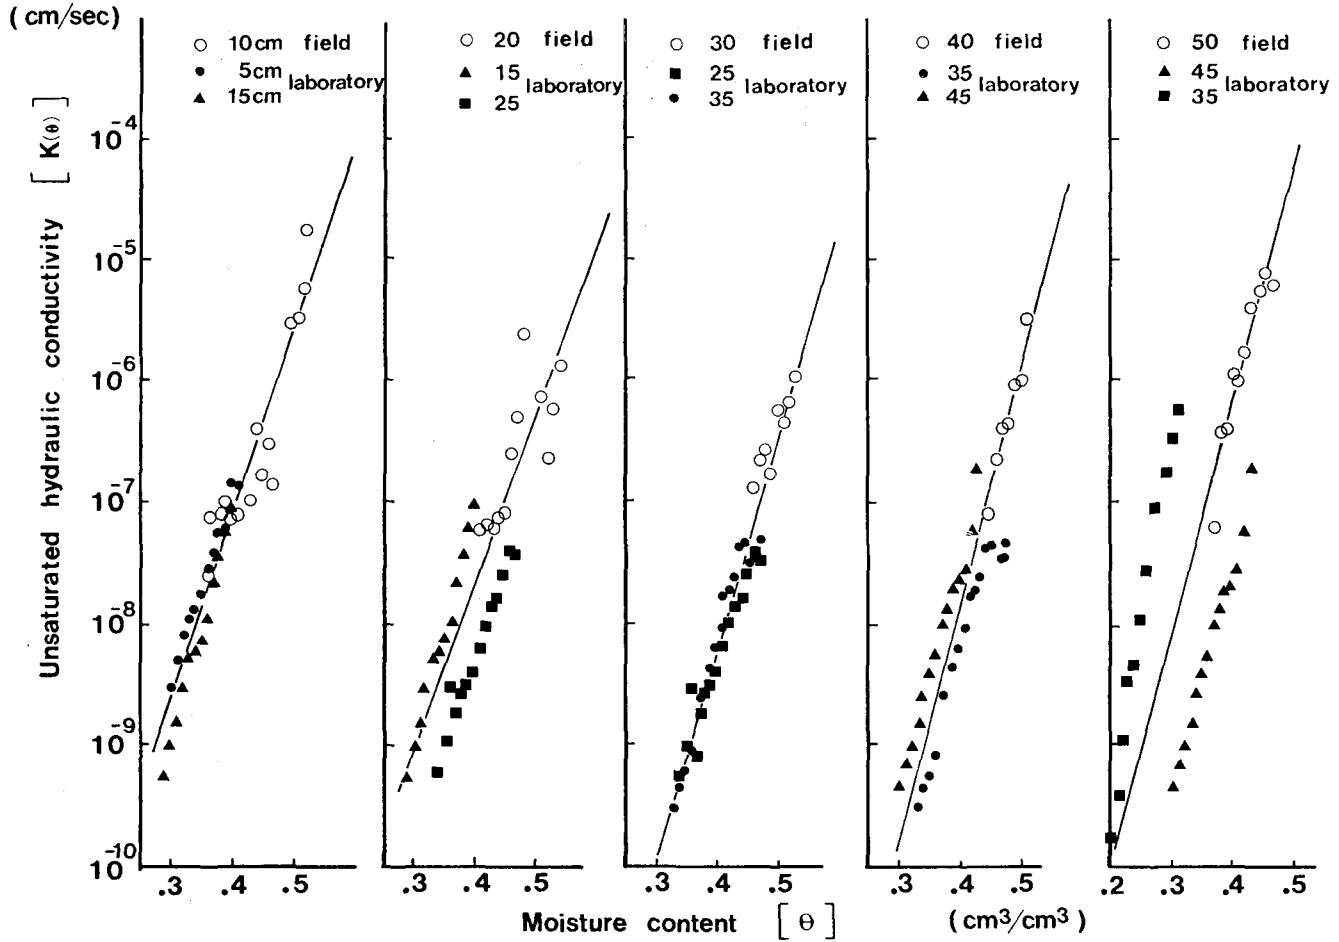 (cm/sec)
Unsaturated hydraulic conductivity [ K(θ) ]
10⁻⁴
10⁻⁵
10⁻⁶
10⁻⁷
10⁻⁸
10⁻⁹
10⁻¹⁰
○ 10cm field
● 5cm
laboratory
▲ 15cm
○ 20 field
▲ 15
laboratory
■ 25
○ 30 field
■ 25
laboratory
● 35
○ 40 field
● 35
laboratory
▲ 45
○ 50 field
▲ 45
laboratory
■ 35
.3 .4 .5
.3 .4 .5
.3 .4 .5
.3 .4 .5
.2 .3 .4 .5
Moisture content [ θ ] (cm³/cm³)